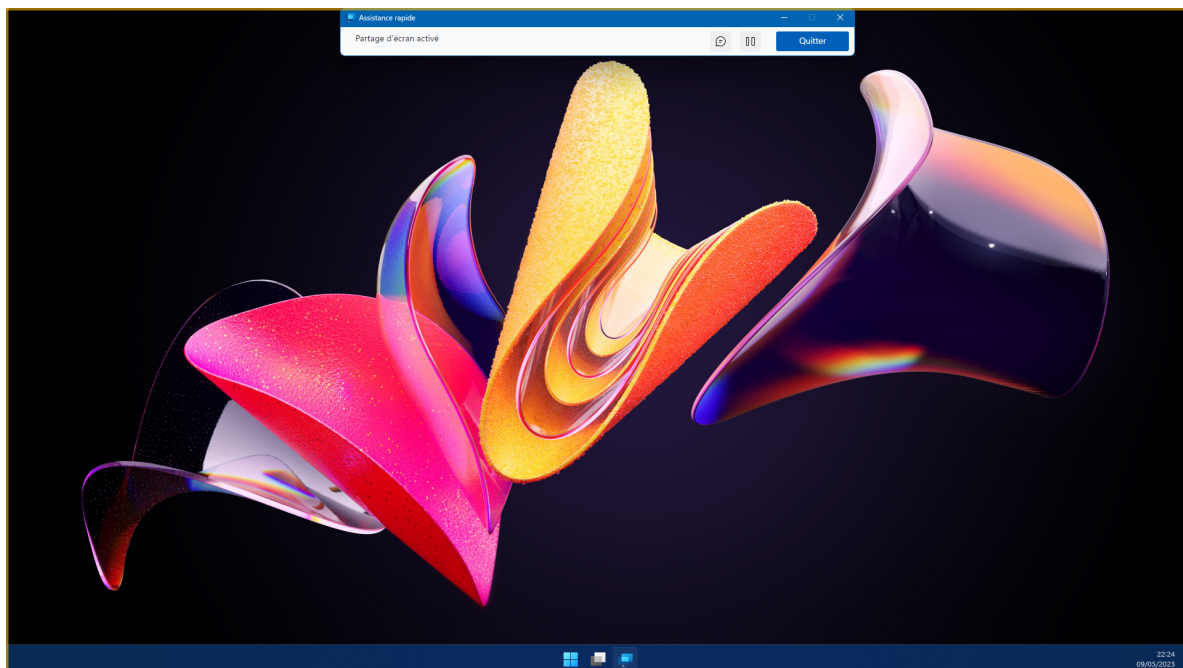 Assistance rapide
Partage d'écran activé
Quitter
22:24
09/05/2023